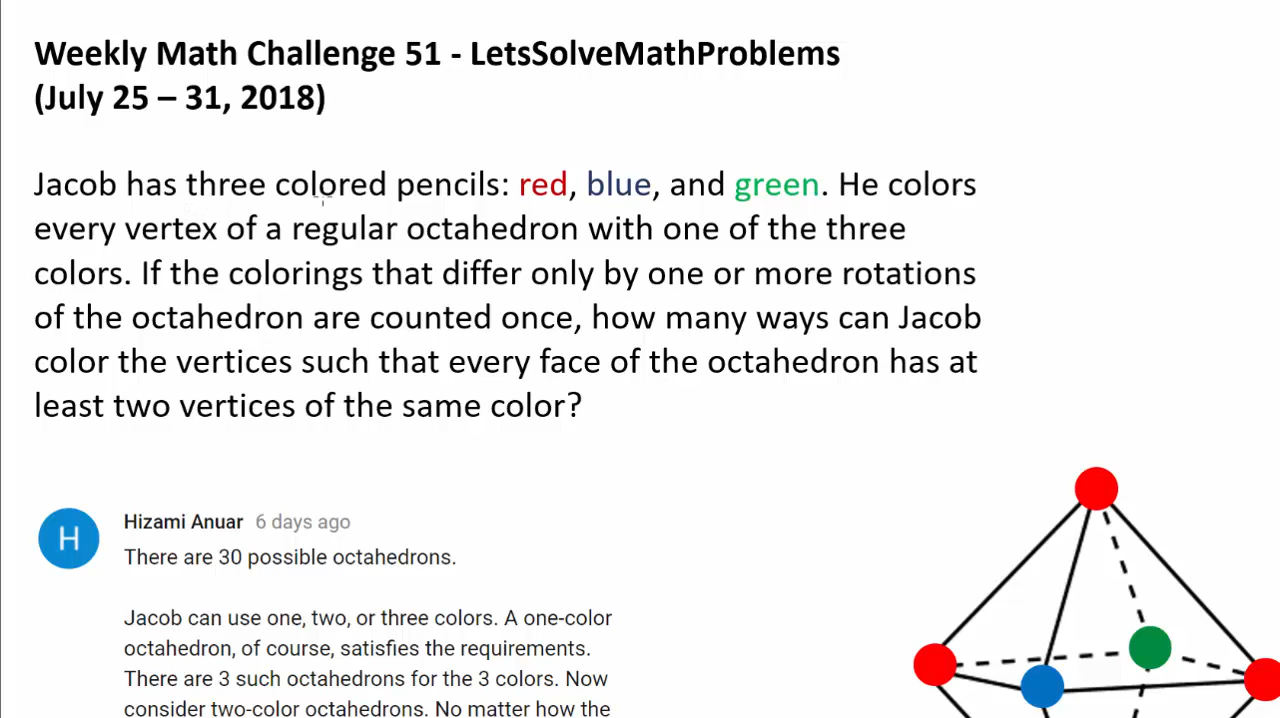 Weekly Math Challenge 51 - LetsSolveMathProblems
(July 25 – 31, 2018)
Jacob has three colored pencils: red, blue, and green. He colors
every vertex of a regular octahedron with one of the three
colors. If the colorings that differ only by one or more rotations
of the octahedron are counted once, how many ways can Jacob
color the vertices such that every face of the octahedron has at
least two vertices of the same color?
H
Hizami Anuar 6 days ago
There are 30 possible octahedrons.
Jacob can use one, two, or three colors. A one-color
octahedron, of course, satisfies the requirements.
There are 3 such octahedrons for the 3 colors. Now
consider two-color octahedrons. No matter how the